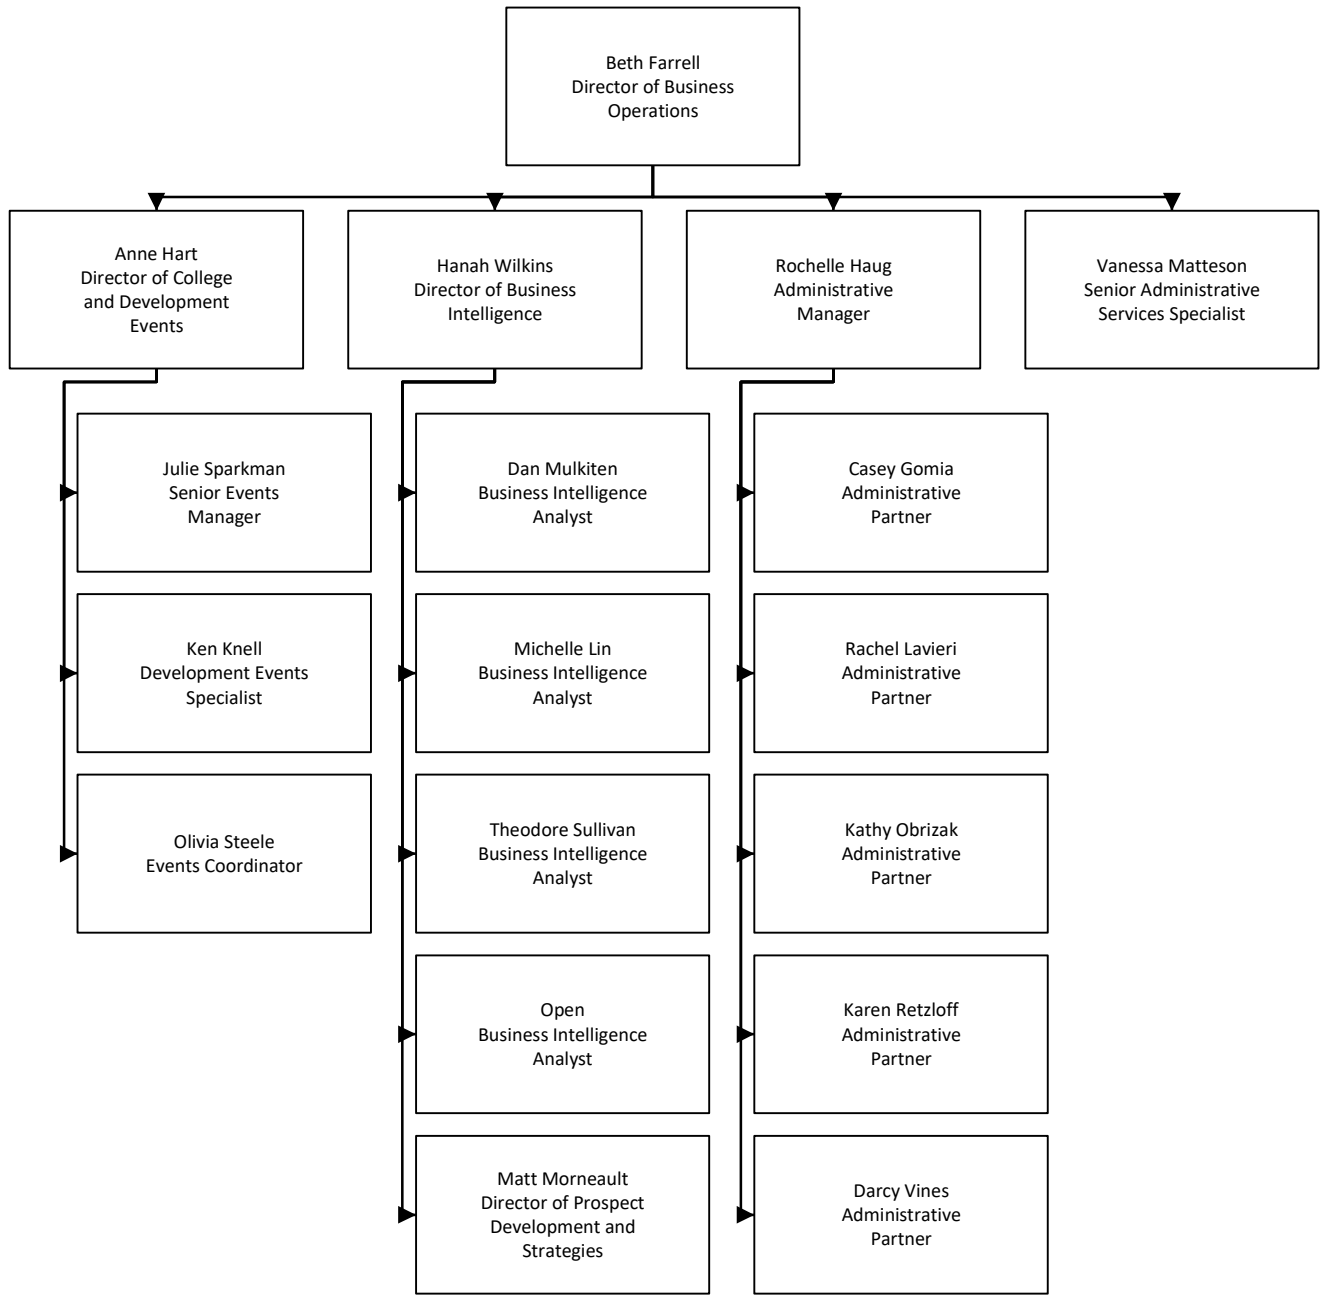 Beth Farrell
Director of Business
Operations
Anne Hart
Director of College
and Development
Events
Hanah Wilkins
Director of Business
Intelligence
Rochelle Haug
Administrative
Manager
Vanessa Matteson
Senior Administrative
Services Specialist
Julie Sparkman
Senior Events
Manager
Dan Mulkiten
Business Intelligence
Analyst
Casey Gomia
Administrative
Partner
Ken Knell
Development Events
Specialist
Michelle Lin
Business Intelligence
Analyst
Rachel Lavieri
Administrative
Partner
Olivia Steele
Events Coordinator
Theodore Sullivan
Business Intelligence
Analyst
Kathy Obrizak
Administrative
Partner
Open
Business Intelligence
Analyst
Karen Retzloff
Administrative
Partner
Matt Morneault
Director of Prospect
Development and
Strategies
Darcy Vines
Administrative
Partner